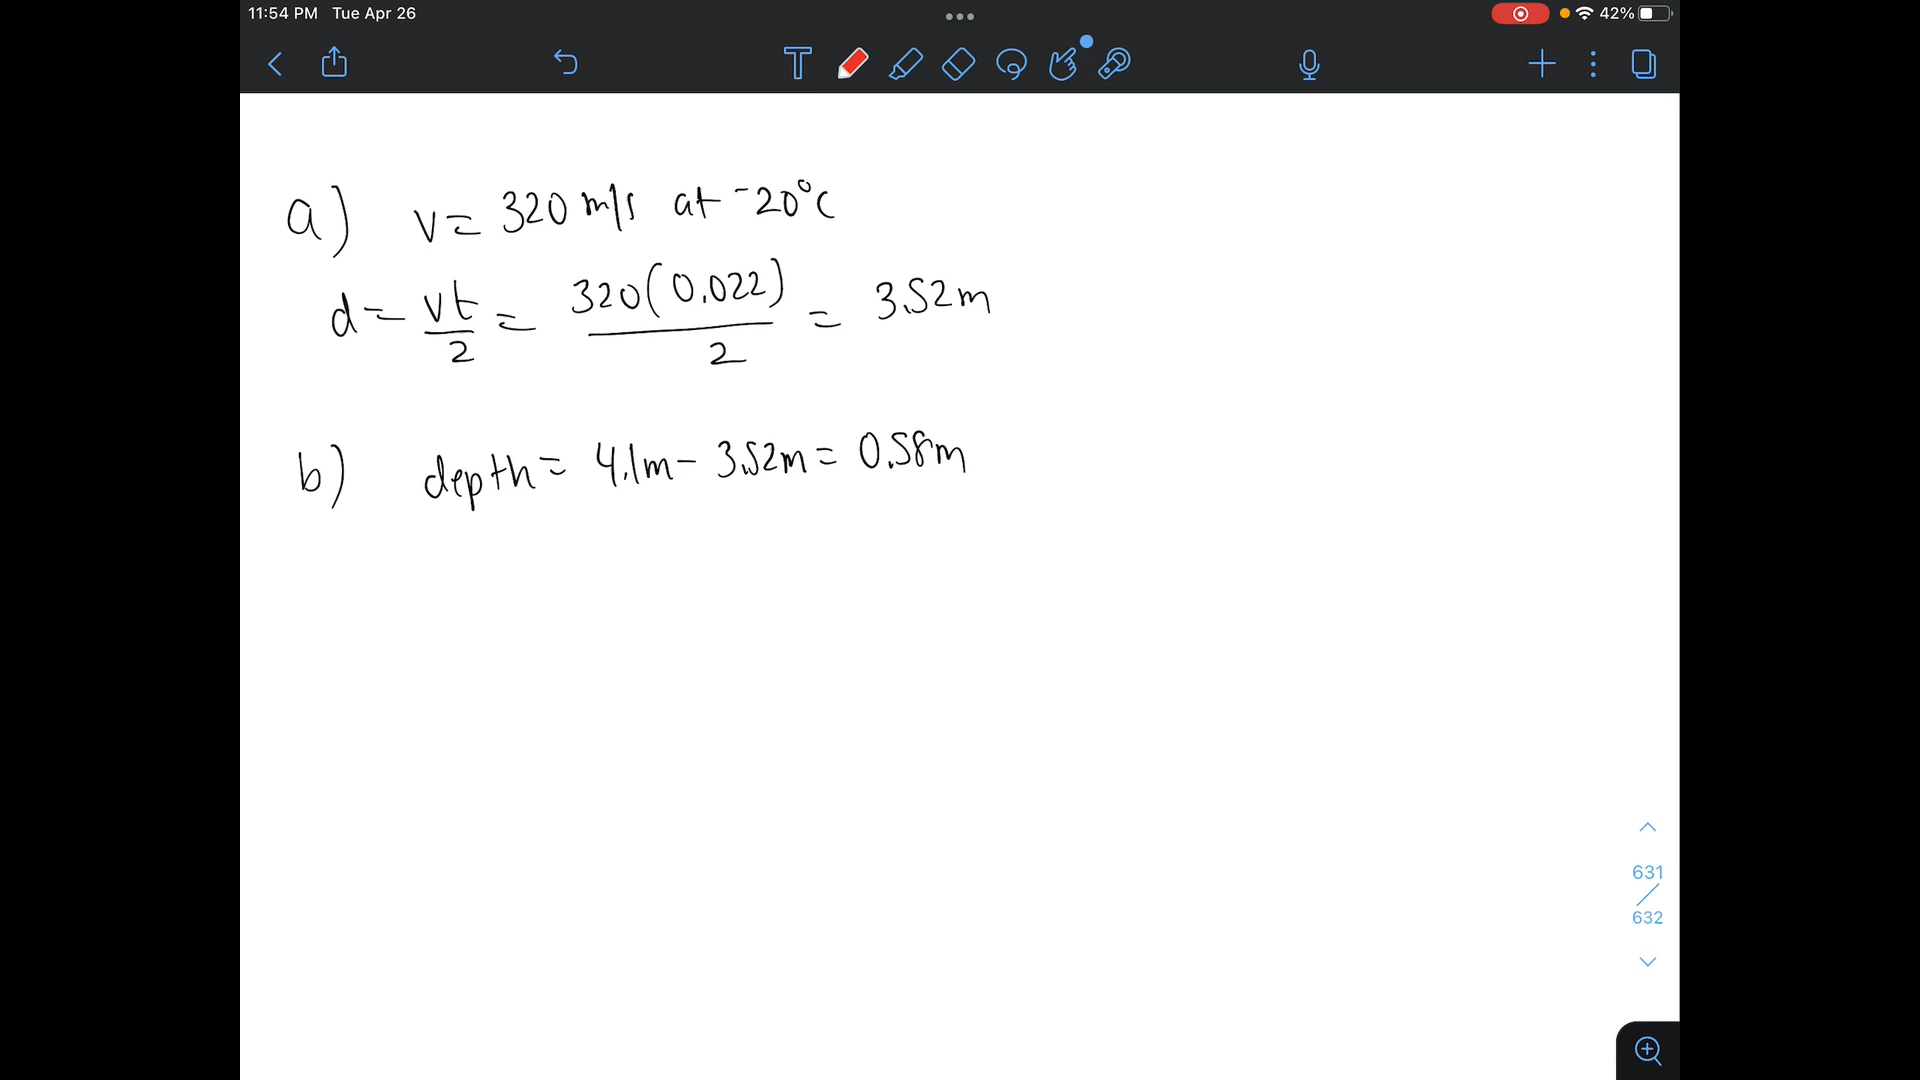 11:54 PM Tue Apr 26
42%
T
a) v = 320 m/s at -20°C
d = vt/2 = 320(0.022)/2 = 3.52m
b) depth = 4.1m - 3.52m = 0.58m
631
632